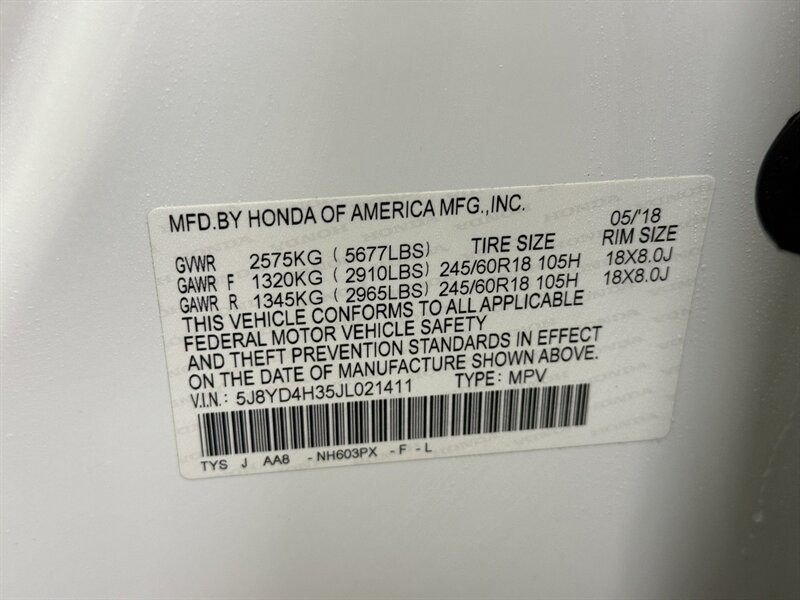 MFD.BY HONDA OF AMERICA MFG.,INC. 05/'18
TIRE SIZE RIM SIZE
GVWR 2575KG ( 5677LBS)
GAWR F 1320KG ( 2910LBS) 245/60R18 105H 18X8.0J
GAWR R 1345KG ( 2965LBS) 245/60R18 105H 18X8.0J
THIS VEHICLE CONFORMS TO ALL APPLICABLE
FEDERAL MOTOR VEHICLE SAFETY
AND THEFT PREVENTION STANDARDS IN EFFECT
ON THE DATE OF MANUFACTURE SHOWN ABOVE.
V.I.N.: 5J8YD4H35JL021411 TYPE: MPV
TYS J AA8 - NH603PX - F - L